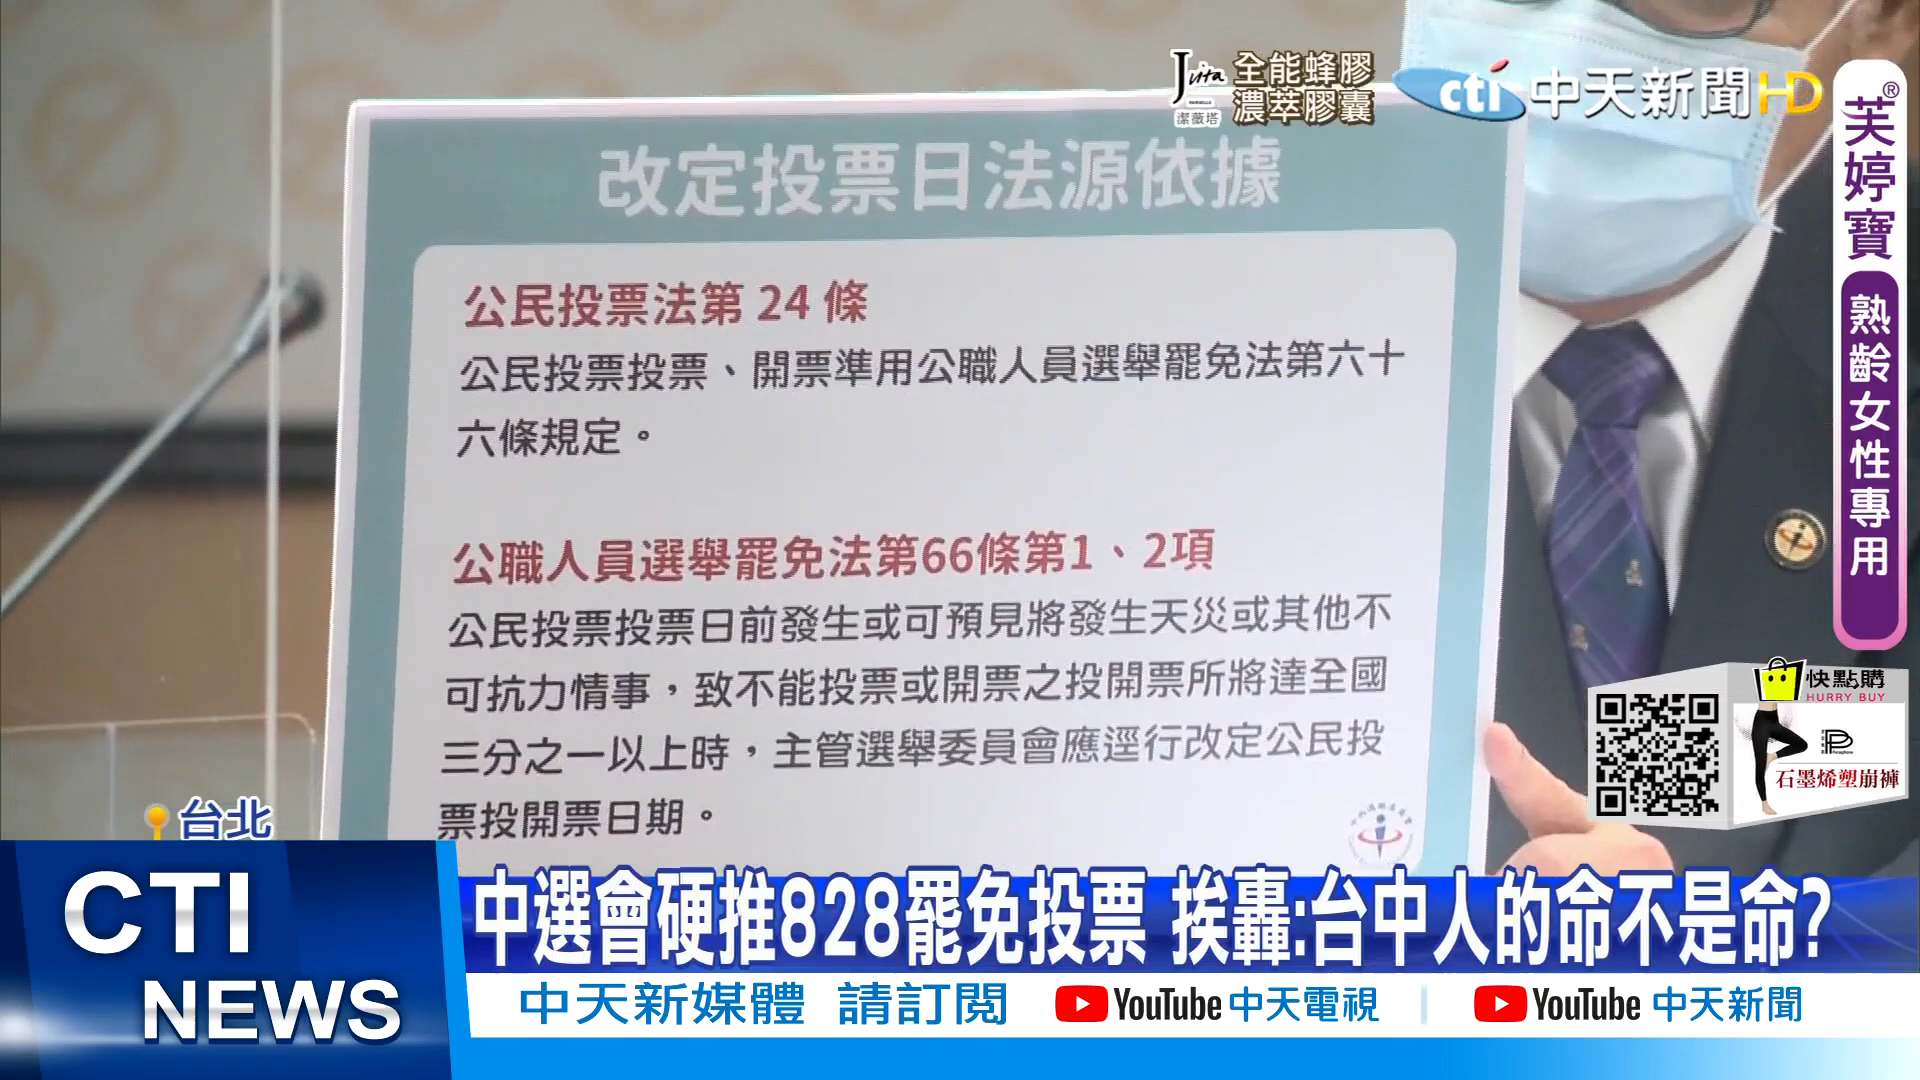 Jvita
潔薇塔
全能蜂膠
濃萃膠囊
cti 中天新聞HD
芙婷寶®
熟齡女性專用
改定投票日法源依據
公民投票法第 24 條
公民投票投票、開票準用公職人員選舉罷免法第六十
六條規定。
公職人員選舉罷免法第66條第1、2項
公民投票投票日前發生或可預見將發生天災或其他不
可抗力情事，致不能投票或開票之投開票所將達全國
三分之一以上時，主管選舉委員會應逕行改定公民投
票投開票日期。
快點購
HURRY BUY
石墨烯塑崩褲
台北
CTI
NEWS
中選會硬推828罷免投票 挨轟:台中人的命不是命?
中天新媒體 請訂閱 YouTube 中天電視 | YouTube 中天新聞